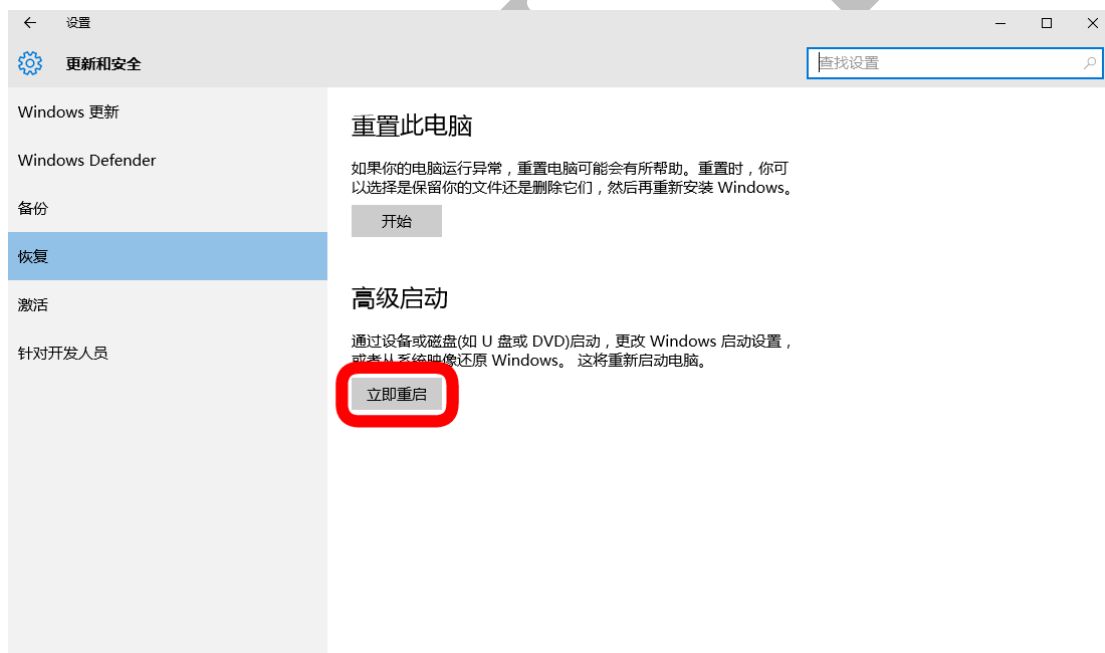 设置
更新和安全
查找设置
Windows 更新
Windows Defender
备份
恢复
激活
针对开发人员
重置此电脑
如果你的电脑运行异常，重置电脑可能会有所帮助。重置时，你可
以选择是保留你的文件还是删除它们，然后再重新安装 Windows。
开始
高级启动
通过设备或磁盘(如 U 盘或 DVD)启动，更改 Windows 启动设置，
或者从系统映像还原 Windows。 这将重新启动电脑。
立即重启